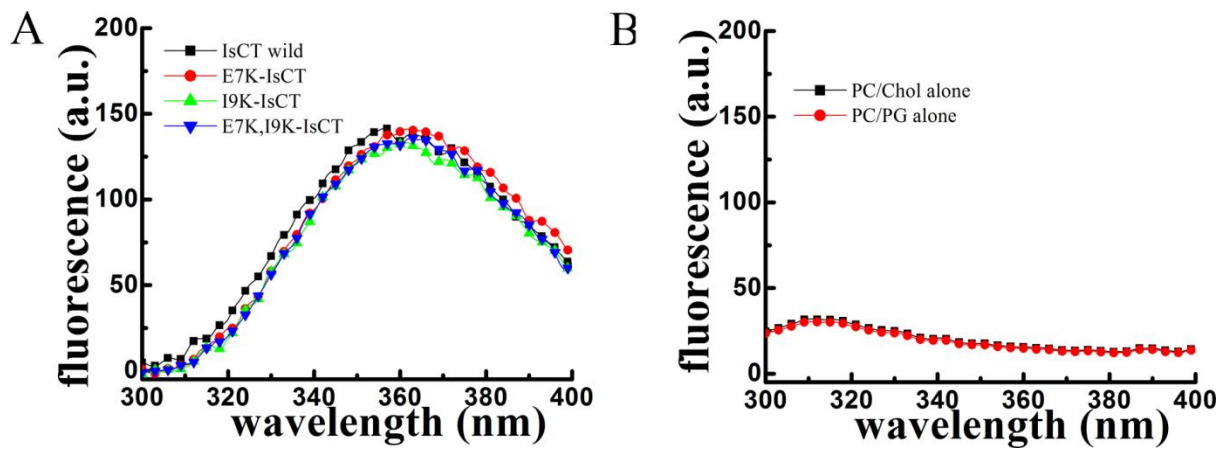 A
200
150
100
50
0
fluorescence (a.u.)
IsCT wild
E7K-IsCT
I9K-IsCT
E7K,I9K-IsCT
300 320 340 360 380 400
wavelength (nm)
B
200
150
100
50
0
fluorescence (a.u.)
PC/Chol alone
PC/PG alone
300 320 340 360 380 400
wavelength (nm)